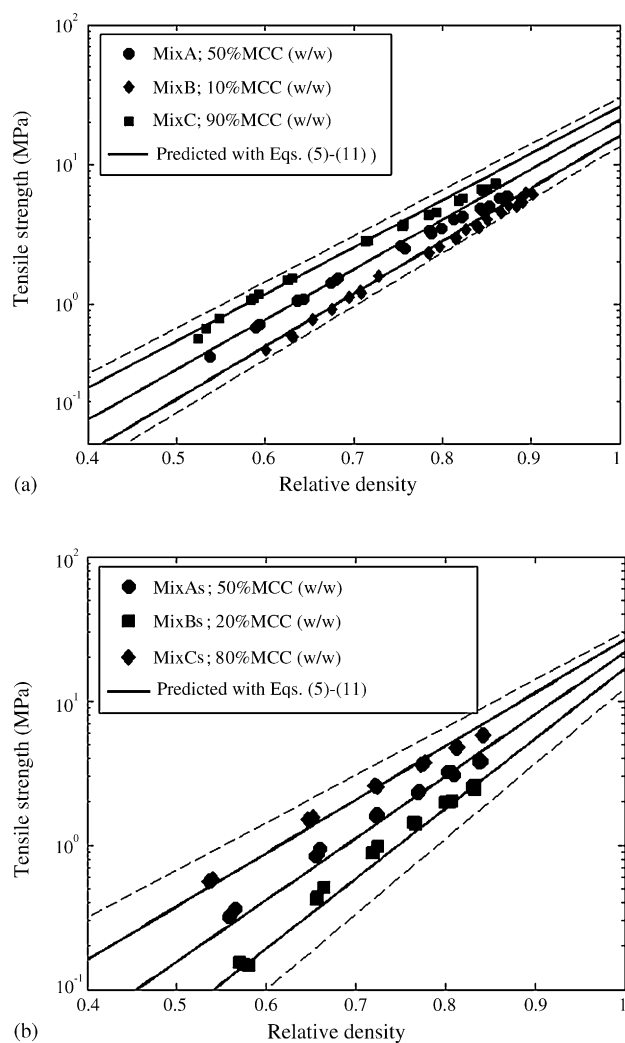 10²
MixA; 50%MCC (w/w)
MixB; 10%MCC (w/w)
MixC; 90%MCC (w/w)
Predicted with Eqs. (5)-(11) )
10¹
Tensile strength (MPa)
10⁰
10⁻¹
0.4 0.5 0.6 0.7 0.8 0.9 1
(a) Relative density
10²
MixAs; 50%MCC (w/w)
MixBs; 20%MCC (w/w)
MixCs; 80%MCC (w/w)
Predicted with Eqs. (5)-(11)
10¹
Tensile strength (MPa)
10⁰
10⁻¹
0.4 0.5 0.6 0.7 0.8 0.9 1
(b) Relative density